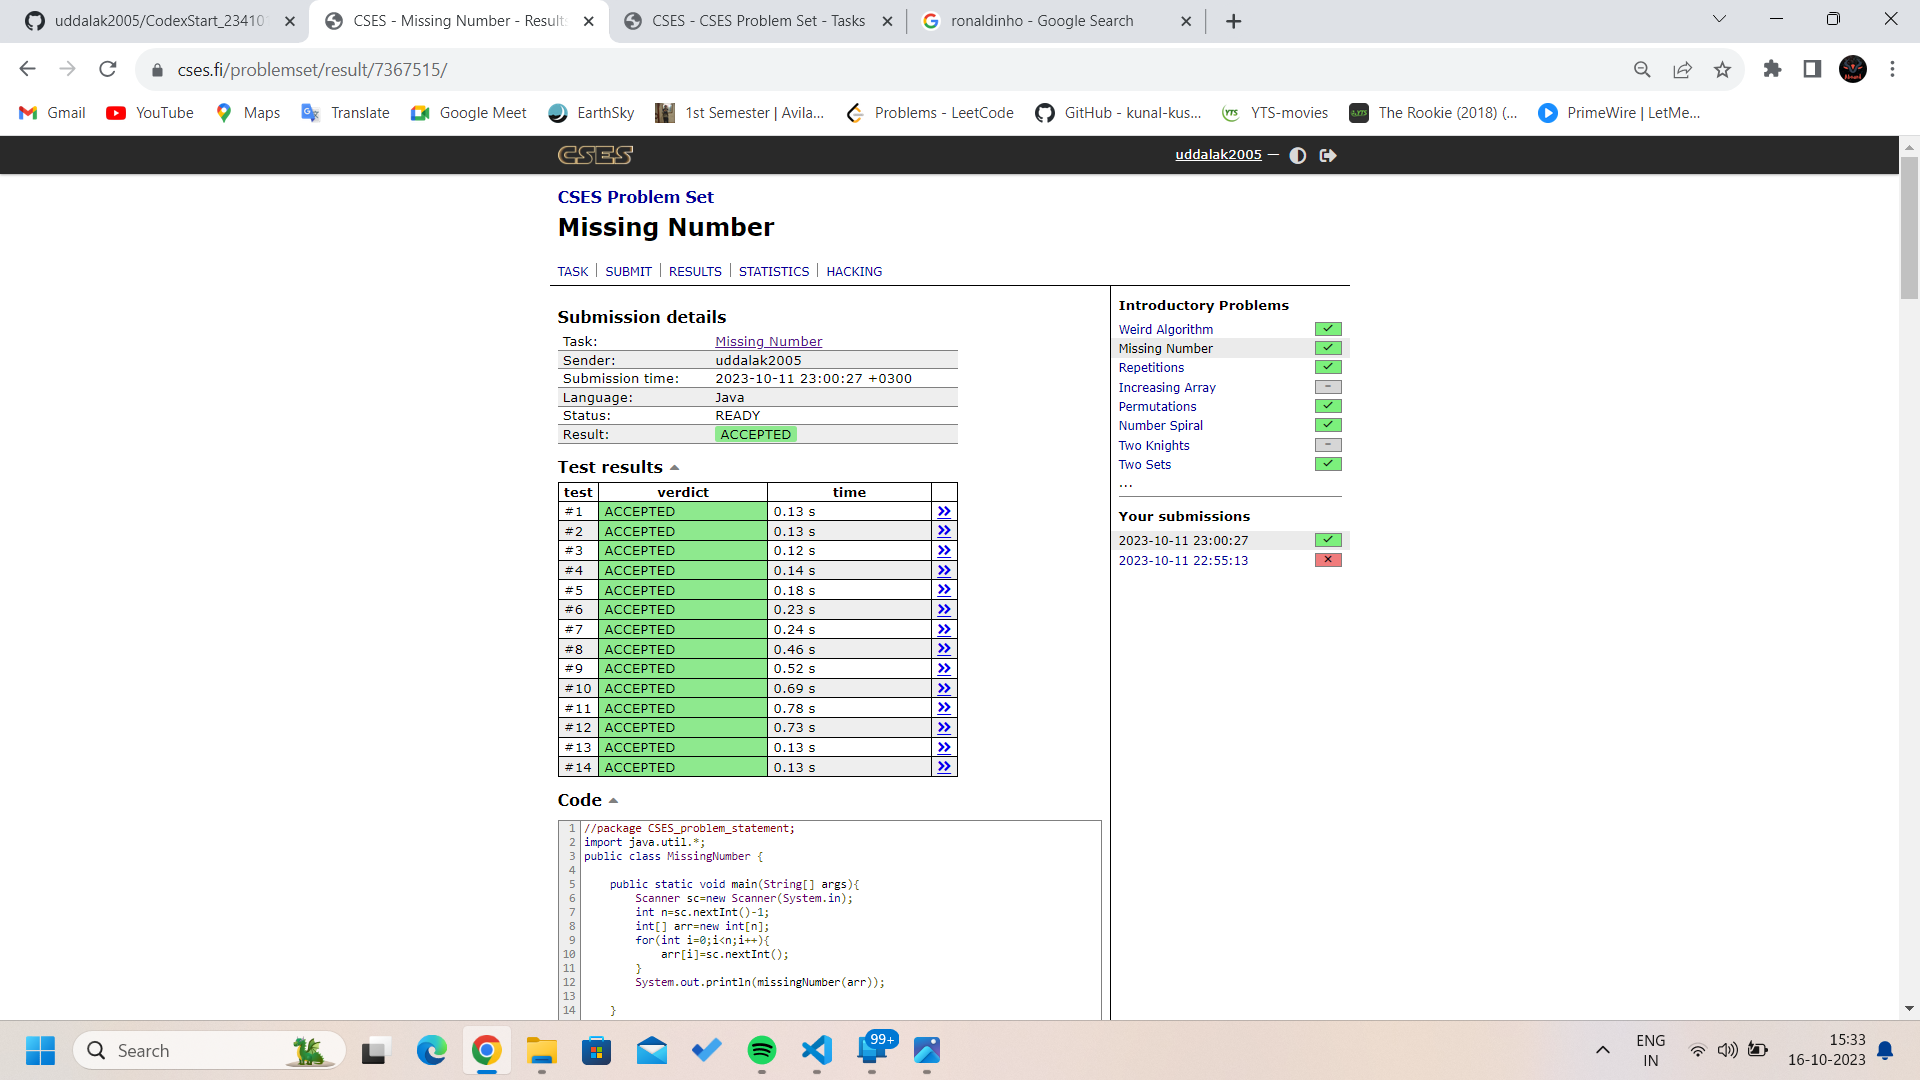 uddalak2005/CodexStart_23410
CSES - Missing Number - Results
CSES - CSES Problem Set - Tasks
ronaldinho - Google Search
cses.fi/problemset/result/7367515/
Gmail YouTube Maps Translate Google Meet EarthSky 1st Semester | Avila... Problems - LeetCode GitHub - kunal-kus... YTS-movies The Rookie (2018) (... PrimeWire | LetMe...
CSES
uddalak2005 —
CSES Problem Set
Missing Number
TASK | SUBMIT | RESULTS | STATISTICS | HACKING
Submission details
Task: Missing Number
Sender: uddalak2005
Submission time: 2023-10-11 23:00:27 +0300
Language: Java
Status: READY
Result: ACCEPTED
Test results
test verdict time
#1 ACCEPTED 0.13 s »
#2 ACCEPTED 0.13 s »
#3 ACCEPTED 0.12 s »
#4 ACCEPTED 0.14 s »
#5 ACCEPTED 0.18 s »
#6 ACCEPTED 0.23 s »
#7 ACCEPTED 0.24 s »
#8 ACCEPTED 0.46 s »
#9 ACCEPTED 0.52 s »
#10 ACCEPTED 0.69 s »
#11 ACCEPTED 0.78 s »
#12 ACCEPTED 0.73 s »
#13 ACCEPTED 0.13 s »
#14 ACCEPTED 0.13 s »
Code
1 //package CSES_problem_statement;
2 import java.util.*;
3 public class MissingNumber {
4
5 public static void main(String[] args){
6 Scanner sc=new Scanner(System.in);
7 int n=sc.nextInt()-1;
8 int[] arr=new int[n];
9 for(int i=0;i<n;i++){
10 arr[i]=sc.nextInt();
11 }
12 System.out.println(missingNumber(arr));
13
14 }
Introductory Problems
Weird Algorithm
Missing Number
Repetitions
Increasing Array –
Permutations
Number Spiral
Two Knights –
Two Sets
...
Your submissions
2023-10-11 23:00:27
2023-10-11 22:55:13
Search
99+
ENG
IN
15:33
16-10-2023